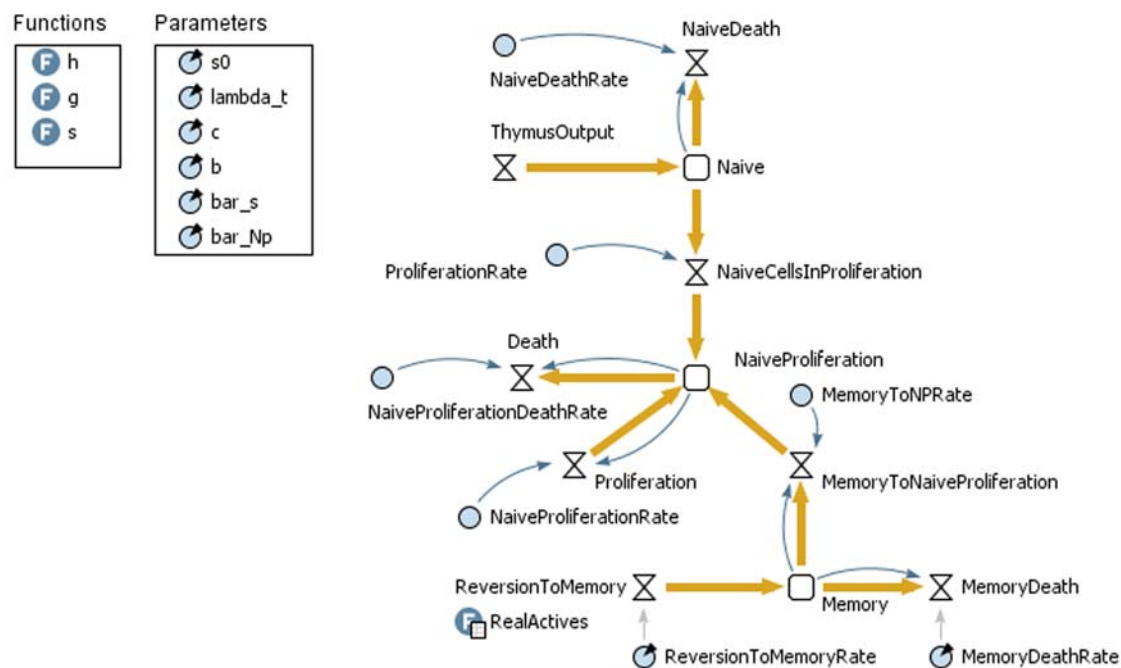 Functions
Parameters
F h
F g
F s
s0
lambda_t
c
b
bar_s
bar_Np
NaiveDeath
NaiveDeathRate
ThymusOutput
Naive
ProliferationRate
NaiveCellsInProliferation
Death
NaiveProliferation
NaiveProliferationDeathRate
MemoryToNPRate
Proliferation
MemoryToNaiveProliferation
NaiveProliferationRate
ReversionToMemory
Memory
MemoryDeath
F RealActives
ReversionToMemoryRate
MemoryDeathRate